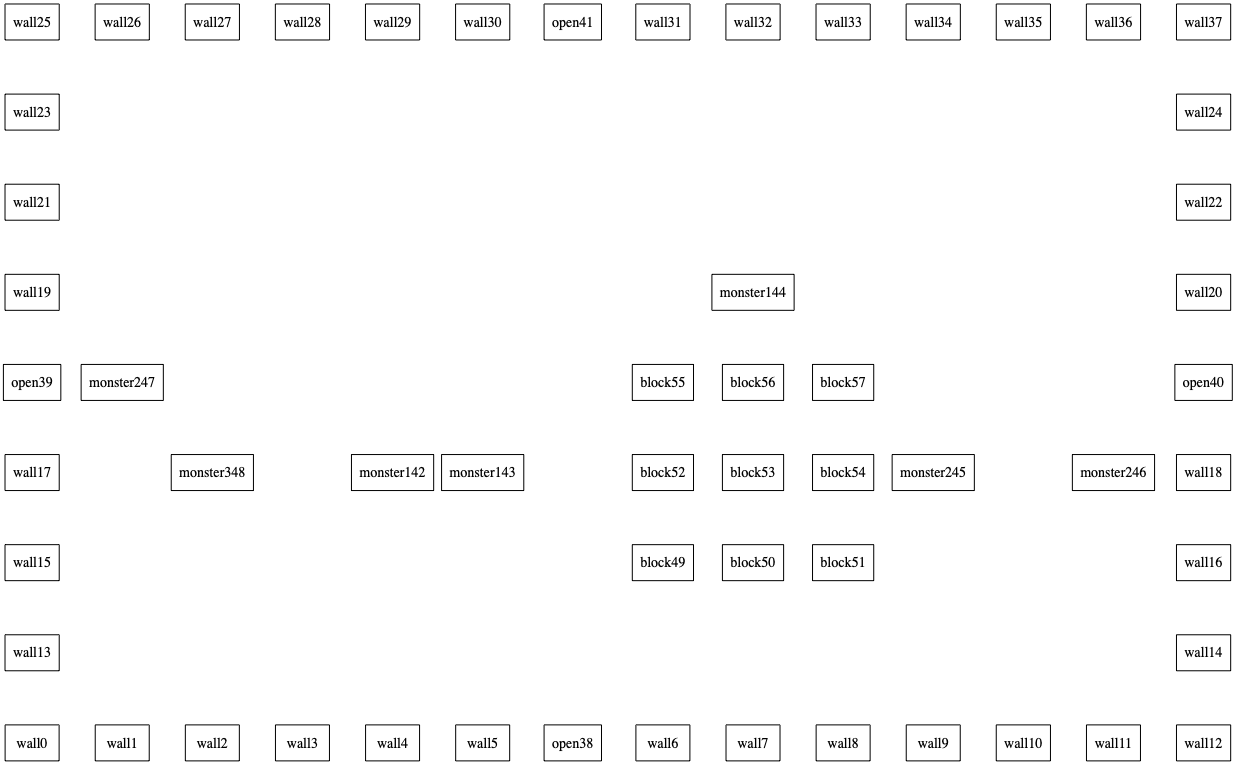 wall25 wall26 wall27 wall28 wall29 wall30 open41 wall31 wall32 wall33 wall34 wall35 wall36 wall37
wall23 wall24
wall21 wall22
wall19 monster144 wall20
open39 monster247 block55 block56 block57 open40
wall17 monster348 monster142 monster143 block52 block53 block54 monster245 monster246 wall18
wall15 block49 block50 block51 wall16
wall13 wall14
wall0 wall1 wall2 wall3 wall4 wall5 open38 wall6 wall7 wall8 wall9 wall10 wall11 wall12